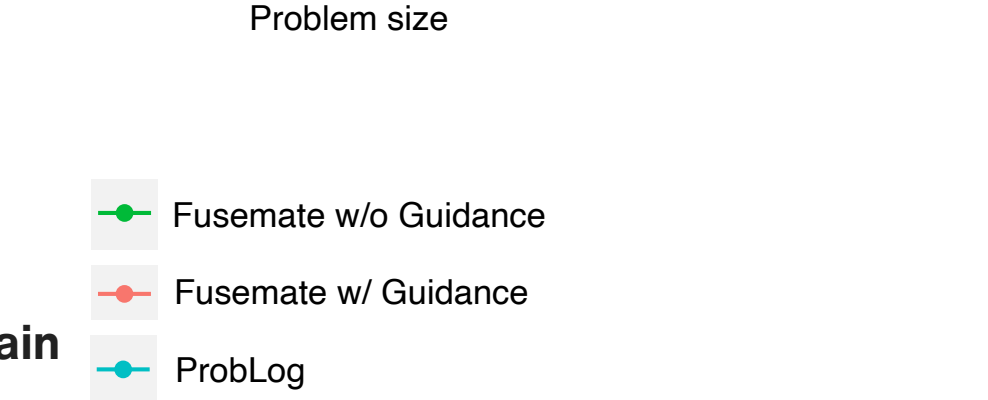 Problem size
Fusemate w/o Guidance
Fusemate w/ Guidance
ain
ProbLog